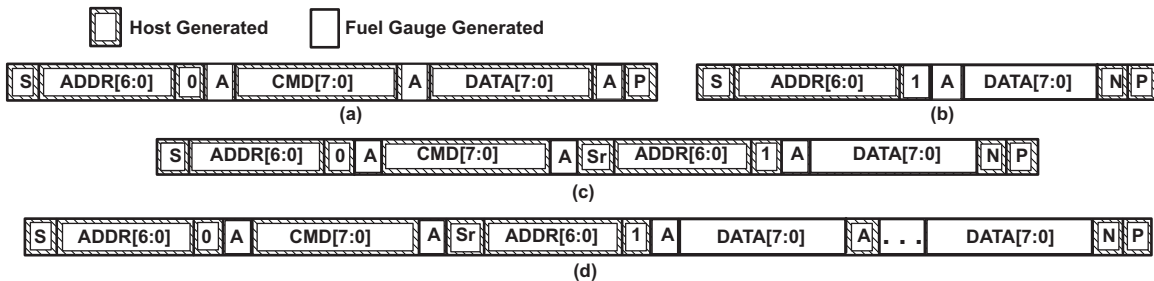 Host Generated Fuel Gauge Generated
S ADDR[6:0] 0 A CMD[7:0] A DATA[7:0] A P
(a)
S ADDR[6:0] 1 A DATA[7:0] N P
(b)
S ADDR[6:0] 0 A CMD[7:0] A Sr ADDR[6:0] 1 A DATA[7:0] N P
(c)
S ADDR[6:0] 0 A CMD[7:0] A Sr ADDR[6:0] 1 A DATA[7:0] A ... DATA[7:0] N P
(d)